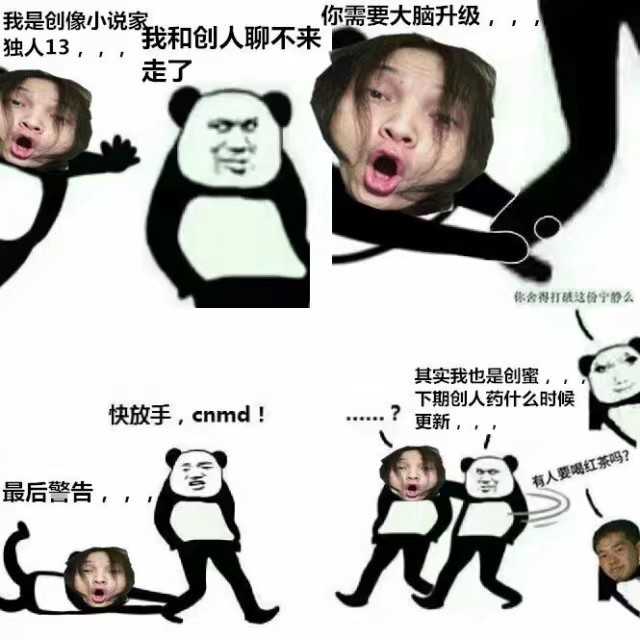 我是创像小说家
独人13，，，
我和创人聊不来
走了
你需要大脑升级，，，
你舍得打破这份宁静么
快放手，cnmd！
最后警告，，，
......？
其实我也是创蜜，，，
下期创人药什么时候
更新，，，
有人要喝红茶吗？